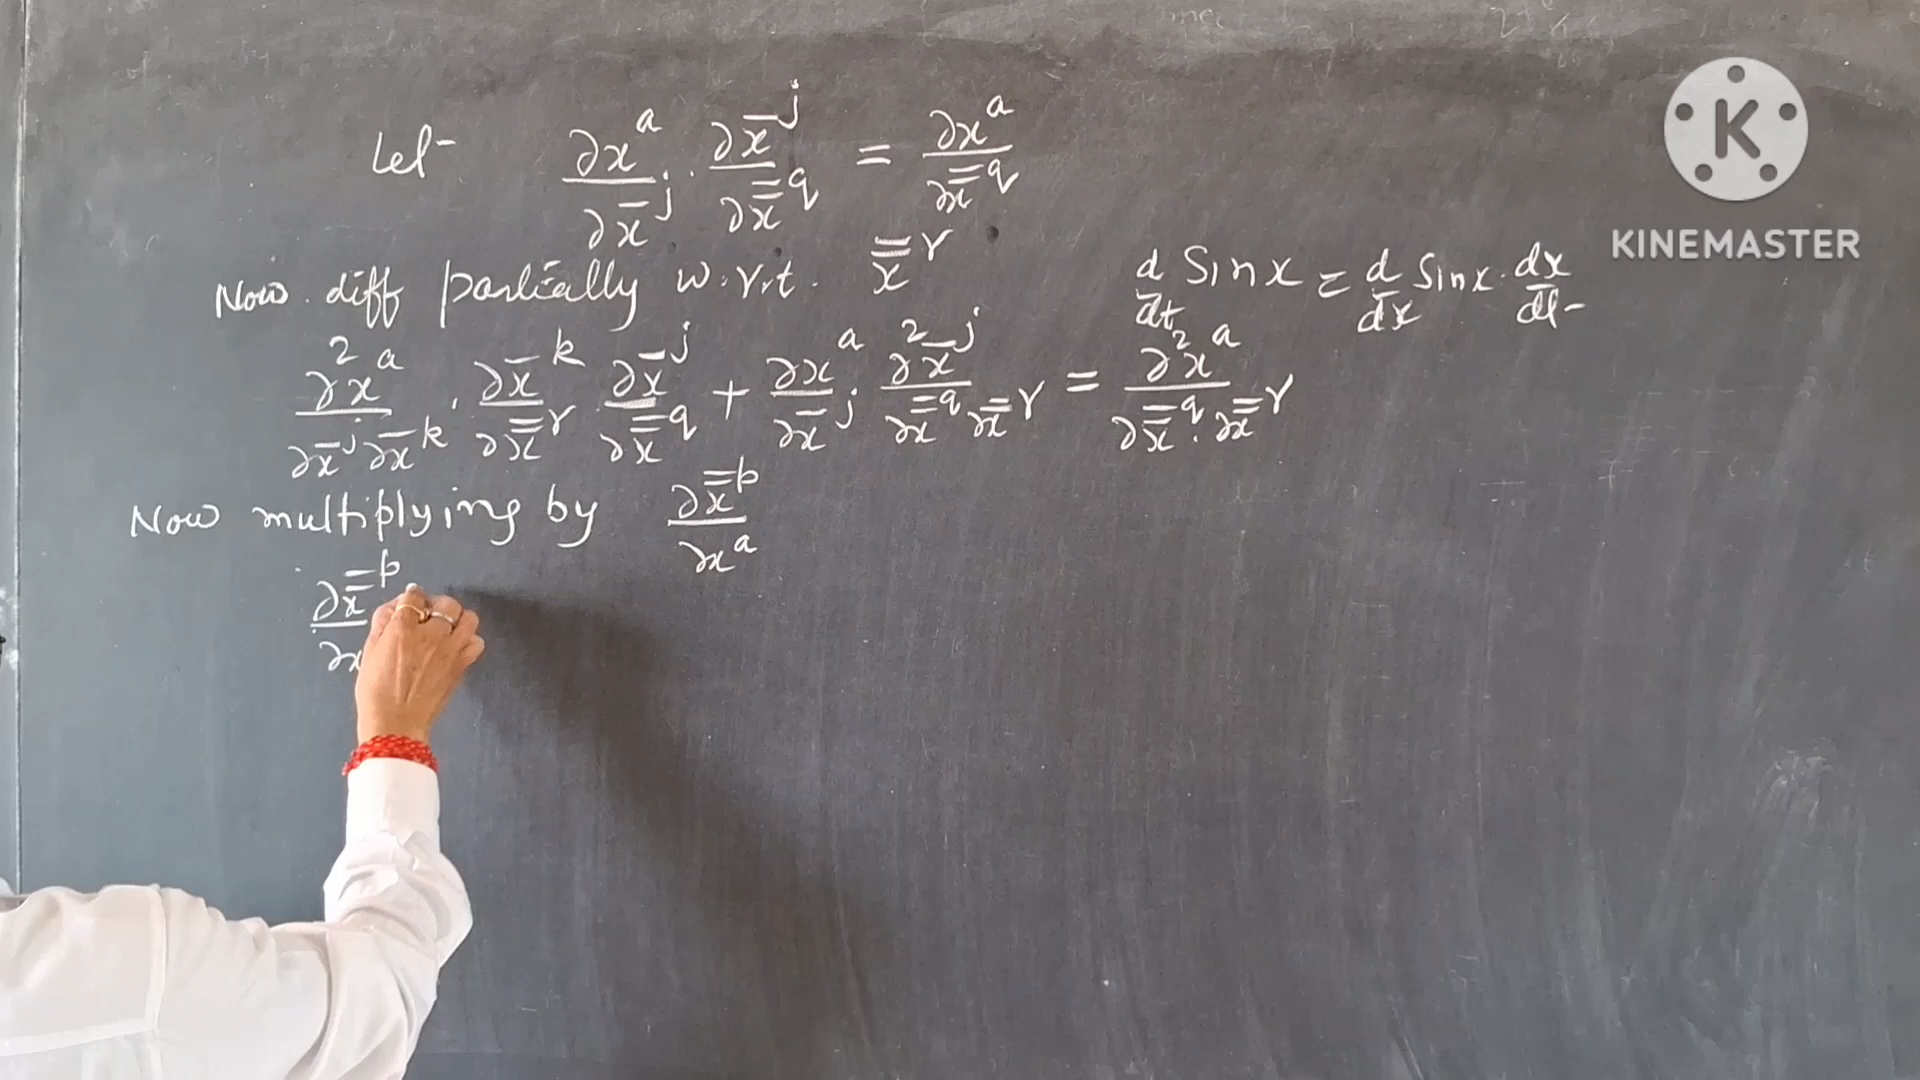 Let ∂x^a/∂x̄^j · ∂x̄^j/∂x̿^q = ∂x^a/∂x̿^q
Now diff partially w.r.t. x̿^r
d/dt Sin x = d/dx Sin x · dx/dt
∂²x^a/∂x̄^j ∂x̄^k · ∂x̄^k/∂x̿^r · ∂x̄^j/∂x̿^q + ∂x^a/∂x̄^j ∂²x̄^j/∂x̿^q ∂x̿^r = ∂²x^a/∂x̿^q · ∂x̿^r
Now multiplying by ∂x̿^p/∂x^a
∂x̿^p/∂x
K
KINEMASTER